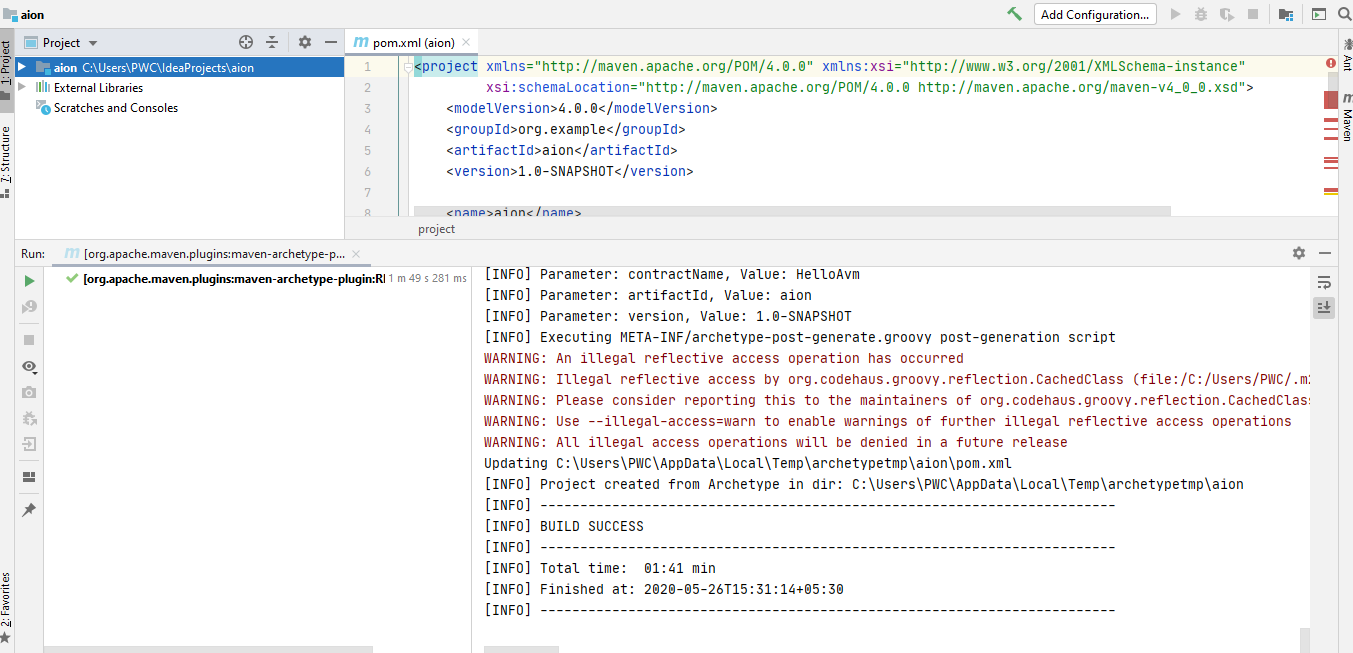 aion
Add Configuration...
Project
pom.xml (aion)
1: Project
aion C:\Users\PWC\IdeaProjects\aion
External Libraries
Scratches and Consoles
7: Structure
1 <project xmlns="http://maven.apache.org/POM/4.0.0" xmlns:xsi="http://www.w3.org/2001/XMLSchema-instance"
2 xsi:schemaLocation="http://maven.apache.org/POM/4.0.0 http://maven.apache.org/maven-v4_0_0.xsd">
3 <modelVersion>4.0.0</modelVersion>
4 <groupId>org.example</groupId>
5 <artifactId>aion</artifactId>
6 <version>1.0-SNAPSHOT</version>
7
8 <name>aion</name>
project
Ant
Maven
Run:
[org.apache.maven.plugins:maven-archetype-p...
[org.apache.maven.plugins:maven-archetype-plugin:RE 1 m 49 s 281 ms
[INFO] Parameter: contractName, Value: HelloAvm
[INFO] Parameter: artifactId, Value: aion
[INFO] Parameter: version, Value: 1.0-SNAPSHOT
[INFO] Executing META-INF/archetype-post-generate.groovy post-generation script
WARNING: An illegal reflective access operation has occurred
WARNING: Illegal reflective access by org.codehaus.groovy.reflection.CachedClass (file:/C:/Users/PWC/.m2
WARNING: Please consider reporting this to the maintainers of org.codehaus.groovy.reflection.CachedClass
WARNING: Use --illegal-access=warn to enable warnings of further illegal reflective access operations
WARNING: All illegal access operations will be denied in a future release
Updating C:\Users\PWC\AppData\Local\Temp\archetypetmp\aion\pom.xml
[INFO] Project created from Archetype in dir: C:\Users\PWC\AppData\Local\Temp\archetypetmp\aion
[INFO] ------------------------------------------------------------------------
[INFO] BUILD SUCCESS
[INFO] ------------------------------------------------------------------------
[INFO] Total time:  01:41 min
[INFO] Finished at: 2020-05-26T15:31:14+05:30
[INFO] ------------------------------------------------------------------------
2: Favorites